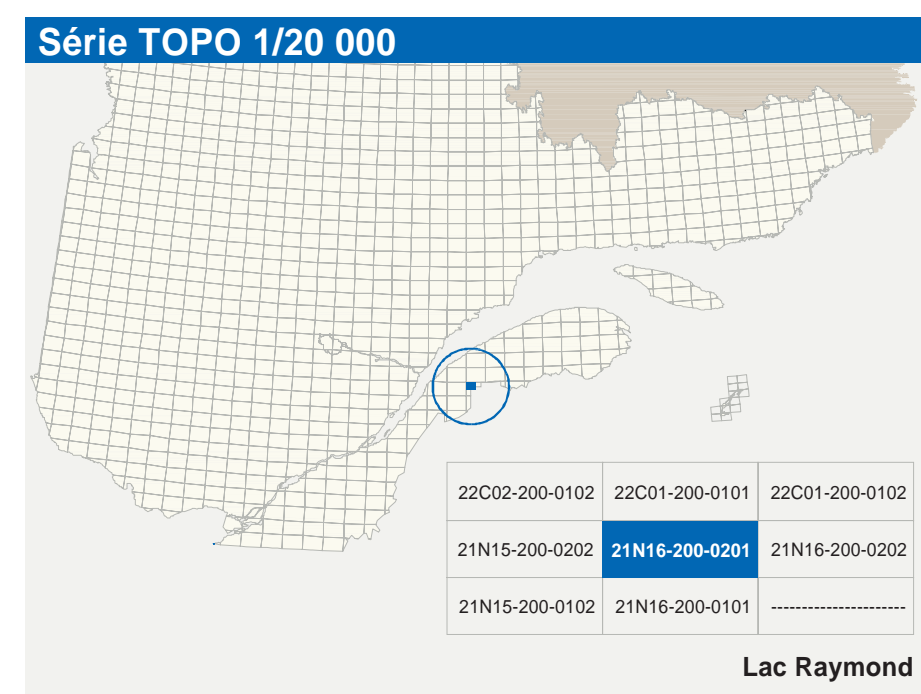 Série TOPO 1/20 000
22C02-200-0102 22C01-200-0101 22C01-200-0102
21N15-200-0202 21N16-200-0201 21N16-200-0202
21N15-200-0102 21N16-200-0101 ----------------------
Lac Raymond